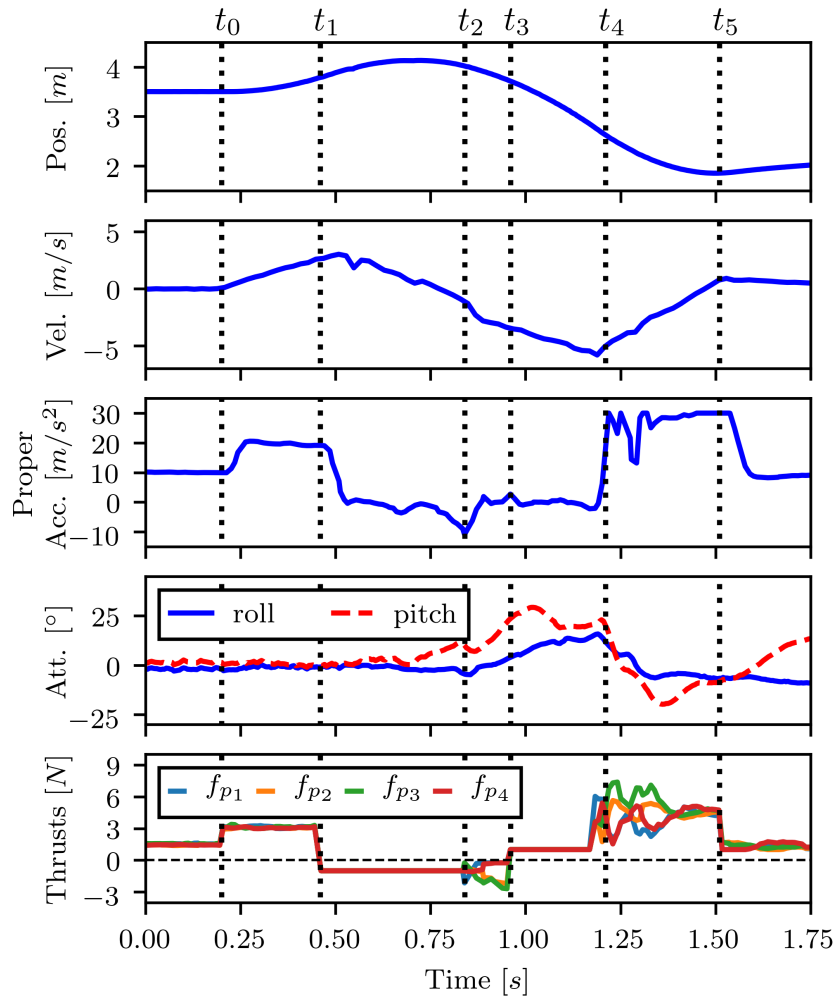 t0 t1 t2 t3 t4 t5
Pos. [m]
4
3
2
Vel. [m/s]
5
0
−5
Proper
Acc. [m/s²]
30
20
10
0
−10
Att. [°]
25
0
−25
roll pitch
Thrusts [N]
9
6
3
0
−3
fp1 fp2 fp3 fp4
0.00 0.25 0.50 0.75 1.00 1.25 1.50 1.75
Time [s]